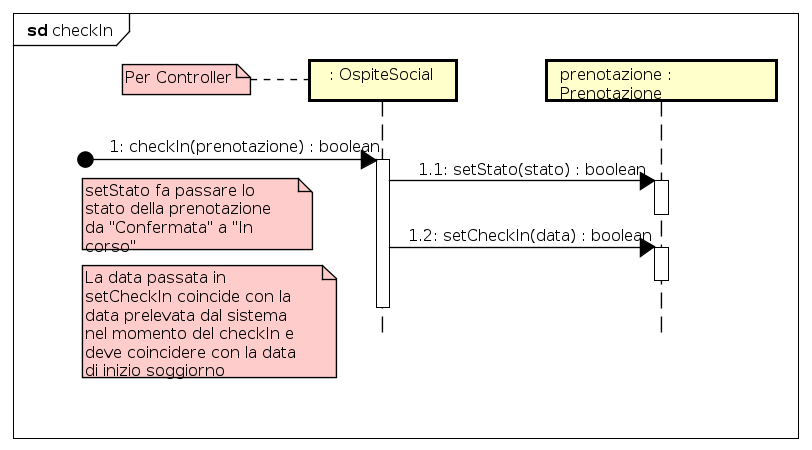 sd checkIn
Per Controller
: OspiteSocial
prenotazione :
Prenotazione
1: checkIn(prenotazione) : boolean
1.1: setStato(stato) : boolean
setStato fa passare lo
stato della prenotazione
da "Confermata" a "In
corso"
1.2: setCheckIn(data) : boolean
La data passata in
setCheckIn coincide con la
data prelevata dal sistema
nel momento del checkIn e
deve coincidere con la data
di inizio soggiorno